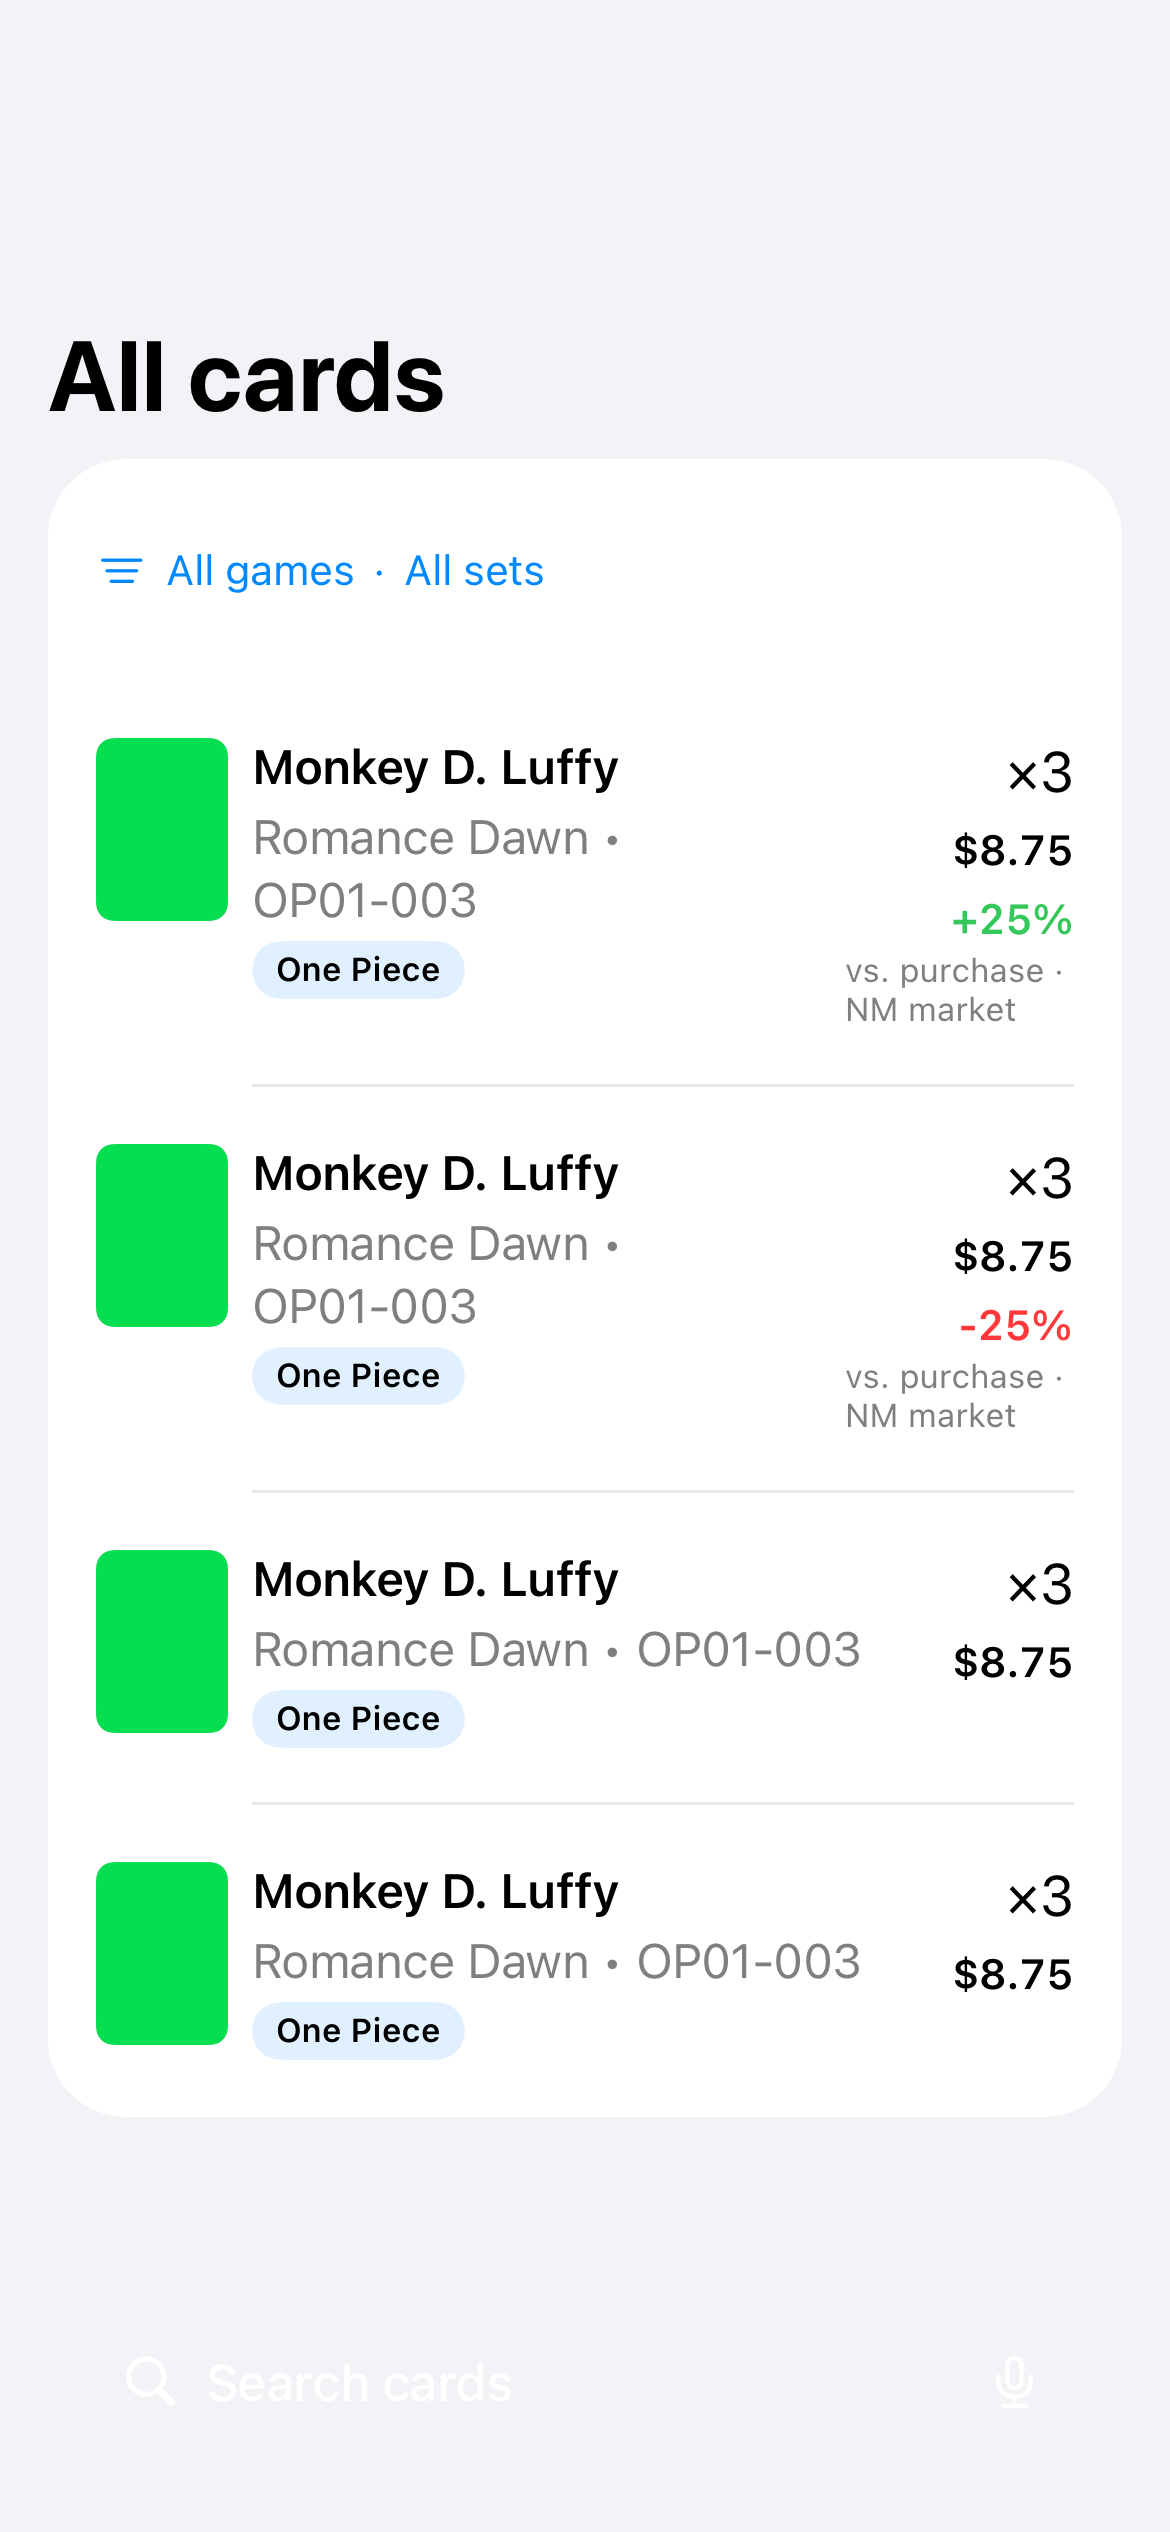 All cards
All games · All sets
Monkey D. Luffy
×3
Romance Dawn •
OP01-003
$8.75
+25%
One Piece
vs. purchase ·
NM market
Monkey D. Luffy
×3
Romance Dawn •
OP01-003
$8.75
-25%
One Piece
vs. purchase ·
NM market
Monkey D. Luffy
×3
Romance Dawn • OP01-003
$8.75
One Piece
Monkey D. Luffy
×3
Romance Dawn • OP01-003
$8.75
One Piece
Search cards